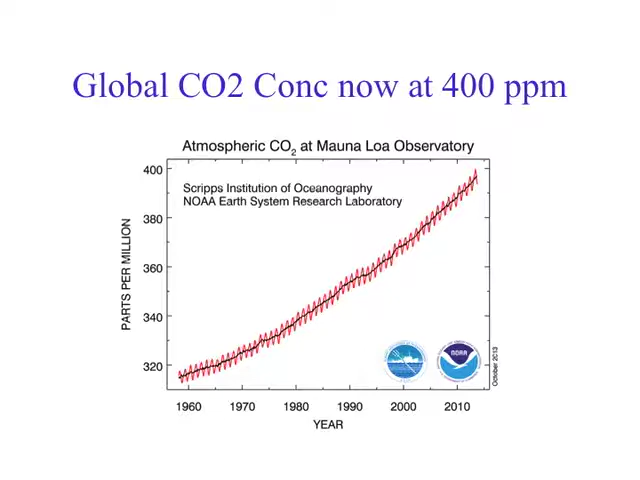 Global CO2 Conc now at 400 ppm
Atmospheric CO2 at Mauna Loa Observatory
Scripps Institution of Oceanography
NOAA Earth System Research Laboratory
PARTS PER MILLION
400
380
360
340
320
NOAA
October 2013
1960 1970 1980 1990 2000 2010
YEAR